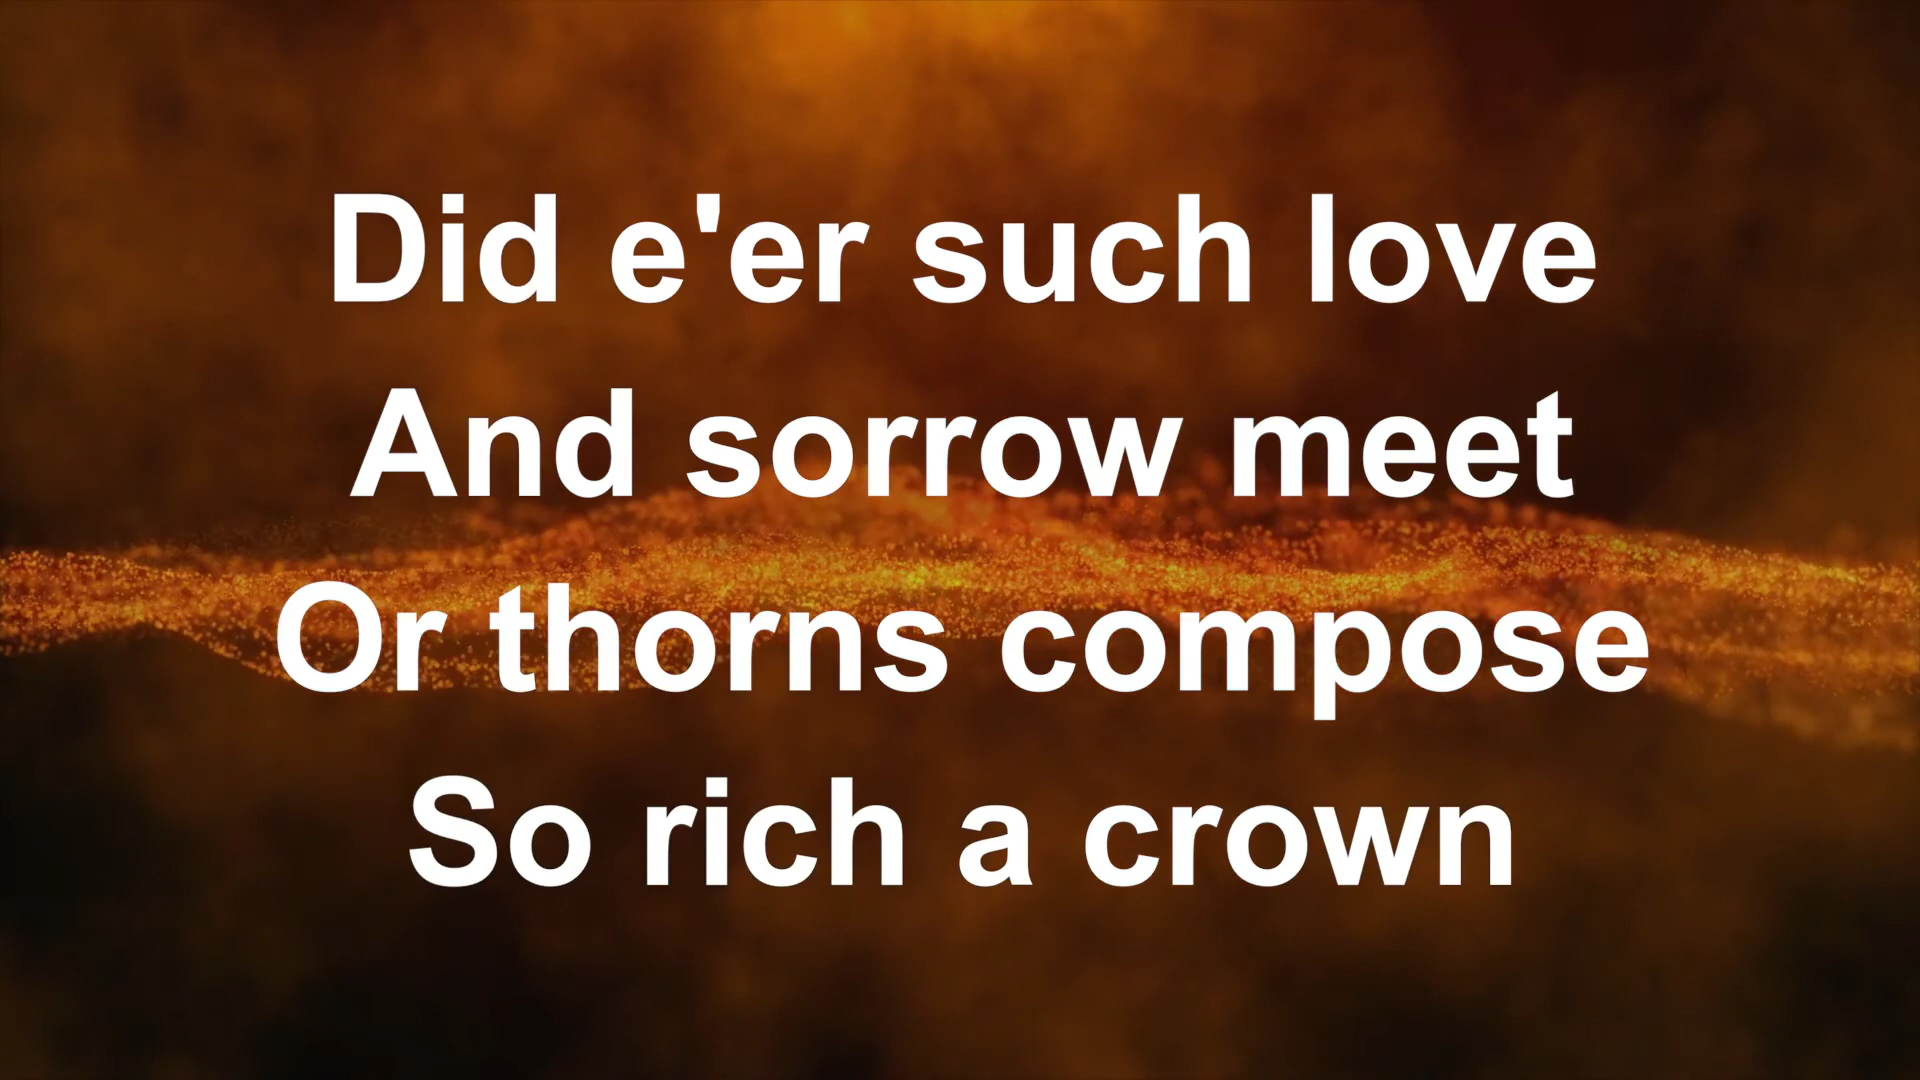 Did e'er such love
And sorrow meet
Or thorns compose
So rich a crown